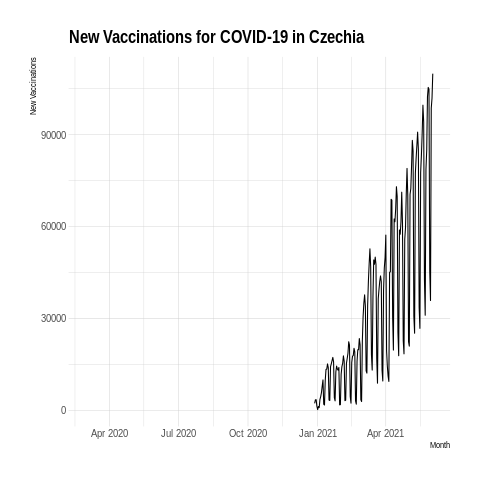 New Vaccinations for COVID-19 in Czechia
New Vaccinations
90000
60000
30000
0
Apr 2020 Jul 2020 Oct 2020 Jan 2021 Apr 2021
Month